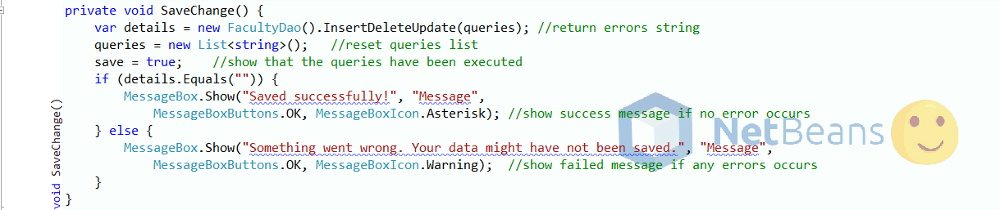 private void SaveChange() {
var details = new FacultyDao().InsertDeleteUpdate(queries); //return errors string
queries = new List<string>();   //reset queries list
save = true;    //show that the queries have been executed
if (details.Equals("")) {
MessageBox.Show("Saved successfully!", "Message",
MessageBoxButtons.OK, MessageBoxIcon.Asterisk); //show success message if no error occurs
} else {
MessageBox.Show("Something went wrong. Your data might have not been saved.", "Message",
MessageBoxButtons.OK, MessageBoxIcon.Warning);  //show failed message if any errors occurs
}
}
void SaveChange()
NetBeans